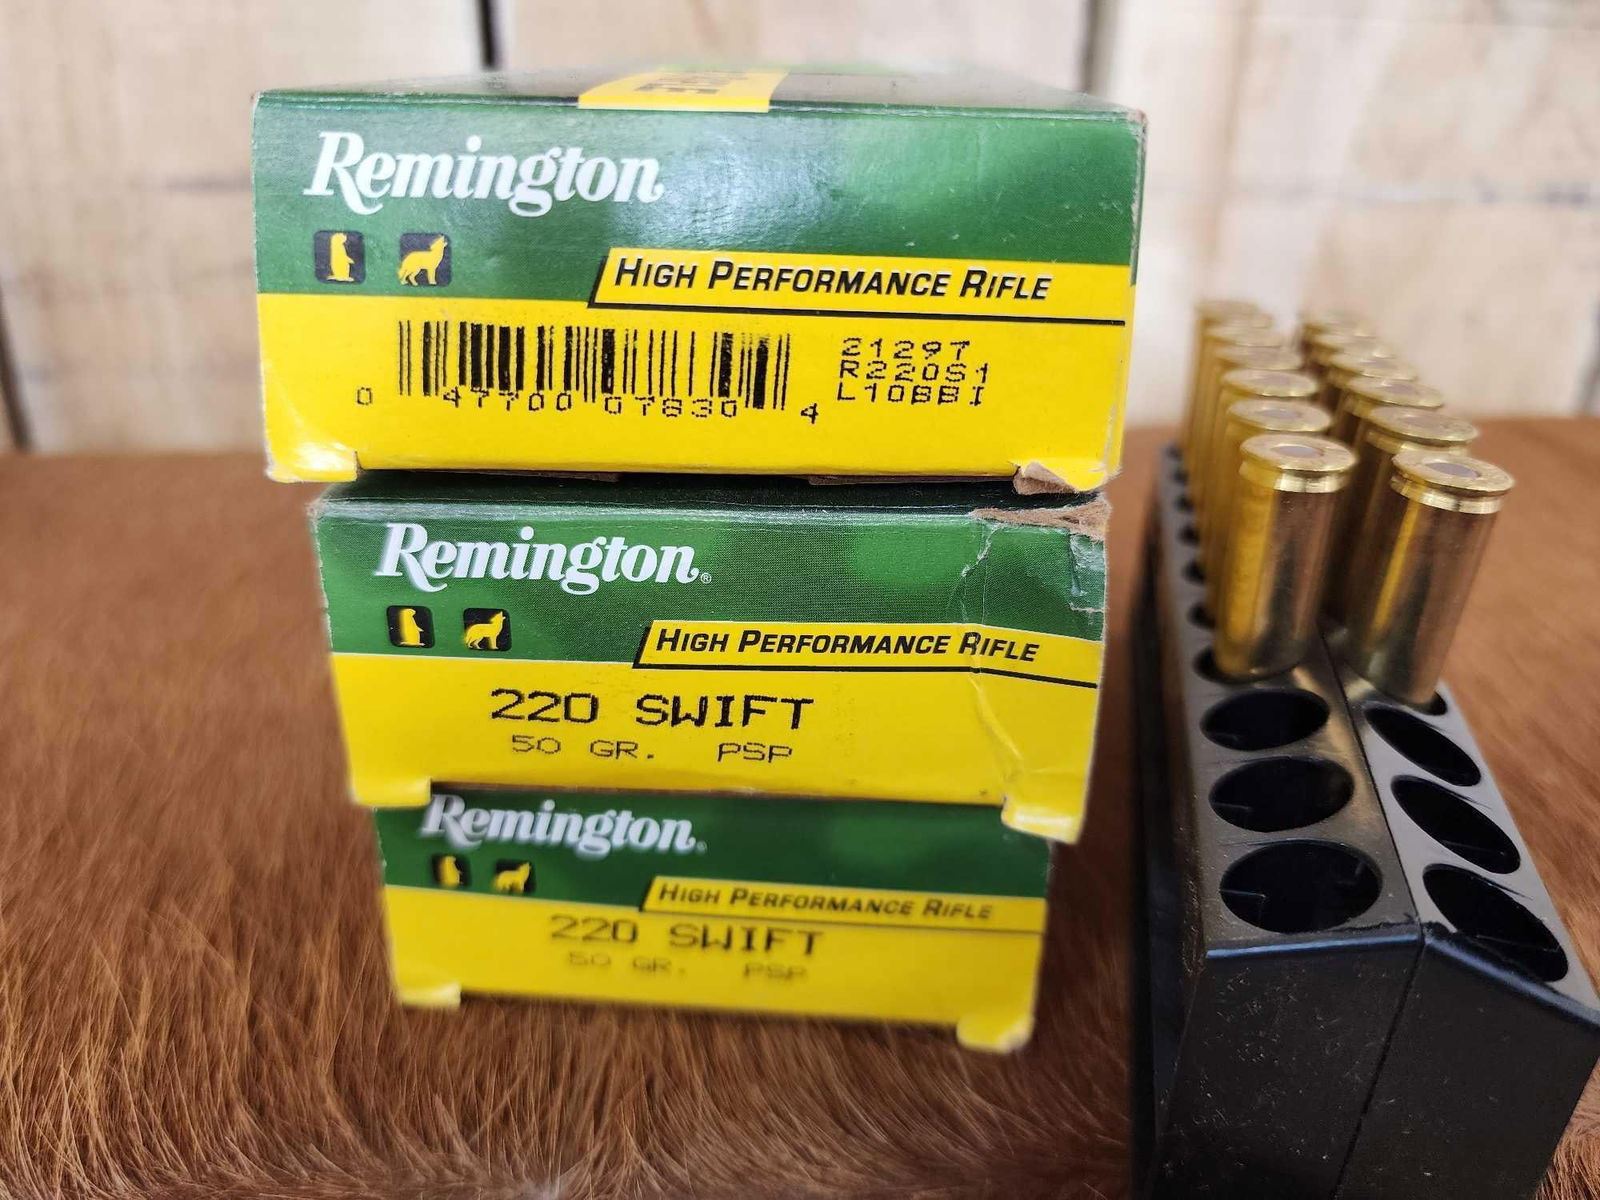 Remington
HIGH PERFORMANCE RIFLE
0 47700 07830 4
21297
R220S1
L10BBI
Remington®
HIGH PERFORMANCE RIFLE
220 SWIFT
50 GR. PSP
Remington.
HIGH PERFORMANCE RIFLE
220 SWIFT
50 GR. PSP